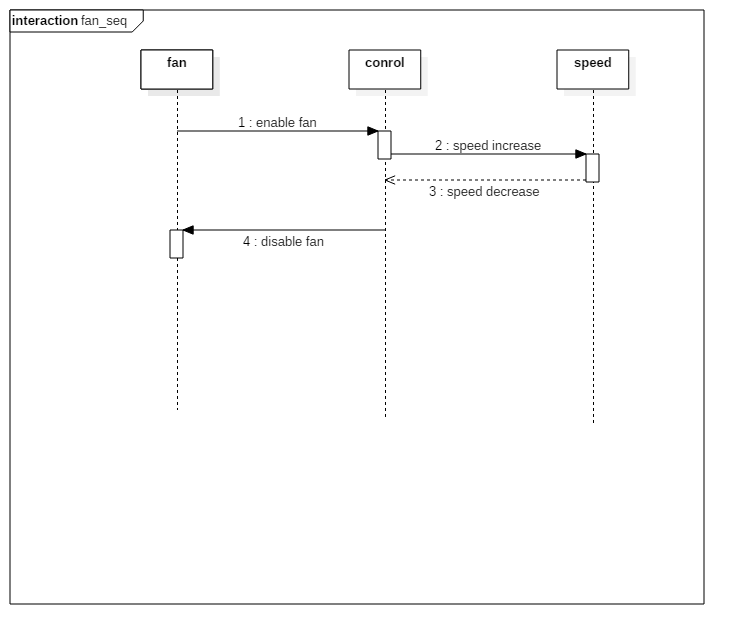 interaction fan_seq
fan
conrol
speed
1 : enable fan
2 : speed increase
3 : speed decrease
4 : disable fan